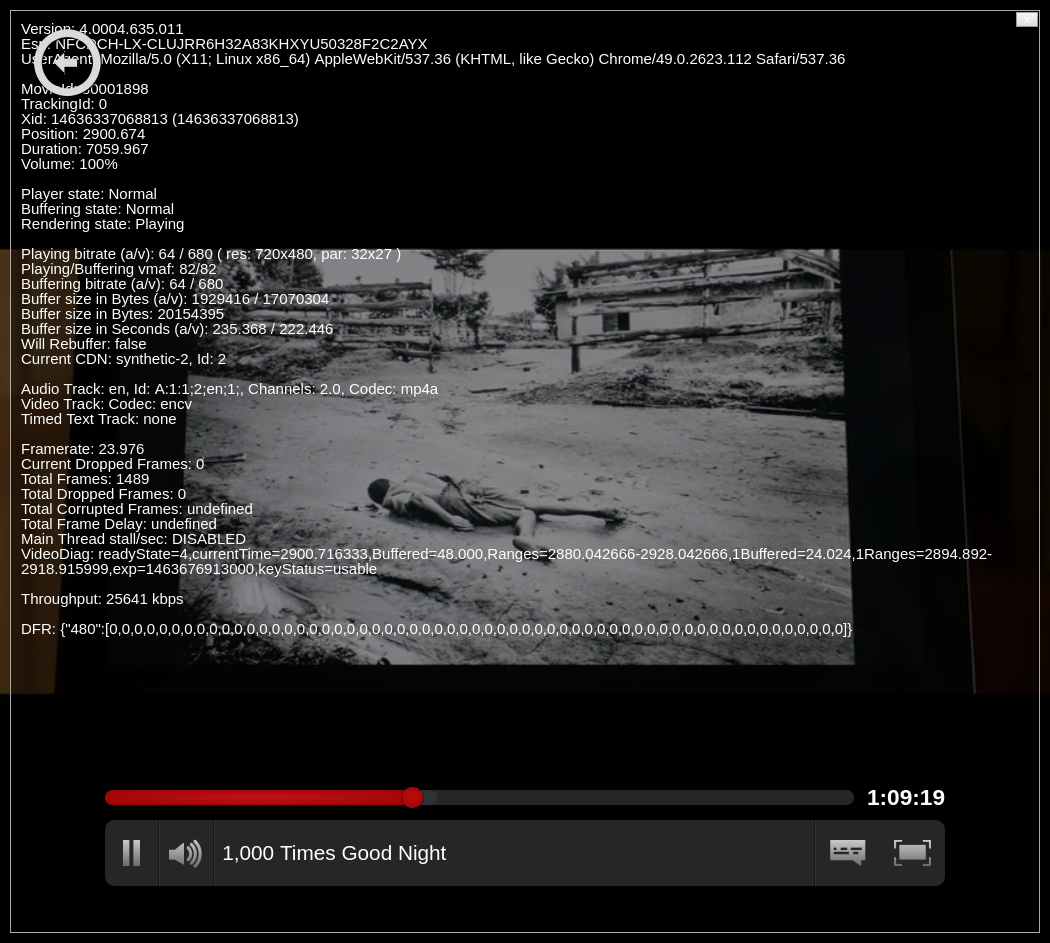 Version: 4.0004.635.011
Esn: NFCDCH-LX-CLUJRR6H32A83KHXYU50328F2C2AYX
UserAgent: Mozilla/5.0 (X11; Linux x86_64) AppleWebKit/537.36 (KHTML, like Gecko) Chrome/49.0.2623.112 Safari/537.36
MovieId: 80001898
TrackingId: 0
Xid: 14636337068813 (14636337068813)
Position: 2900.674
Duration: 7059.967
Volume: 100%
Player state: Normal
Buffering state: Normal
Rendering state: Playing
Playing bitrate (a/v): 64 / 680 ( res: 720x480, par: 32x27 )
Playing/Buffering vmaf: 82/82
Buffering bitrate (a/v): 64 / 680
Buffer size in Bytes (a/v): 1929416 / 17070304
Buffer size in Bytes: 20154395
Buffer size in Seconds (a/v): 235.368 / 222.446
Will Rebuffer: false
Current CDN: synthetic-2, Id: 2
Audio Track: en, Id: A:1:1;2;en;1;, Channels: 2.0, Codec: mp4a
Video Track: Codec: encv
Timed Text Track: none
Framerate: 23.976
Current Dropped Frames: 0
Total Frames: 1489
Total Dropped Frames: 0
Total Corrupted Frames: undefined
Total Frame Delay: undefined
Main Thread stall/sec: DISABLED
VideoDiag: readyState=4,currentTime=2900.716333,Buffered=48.000,Ranges=2880.042666-2928.042666,1Buffered=24.024,1Ranges=2894.892-
2918.915999,exp=1463676913000,keyStatus=usable
Throughput: 25641 kbps
DFR: {"480":[0,0,0,0,0,0,0,0,0,0,0,0,0,0,0,0,0,0,0,0,0,0,0,0,0,0,0,0,0,0,0,0,0,0,0,0,0,0,0,0,0,0,0,0,0,0,0,0,0,0,0,0,0,0,0,0,0,0,0,0]}
1:09:19
1,000 Times Good Night